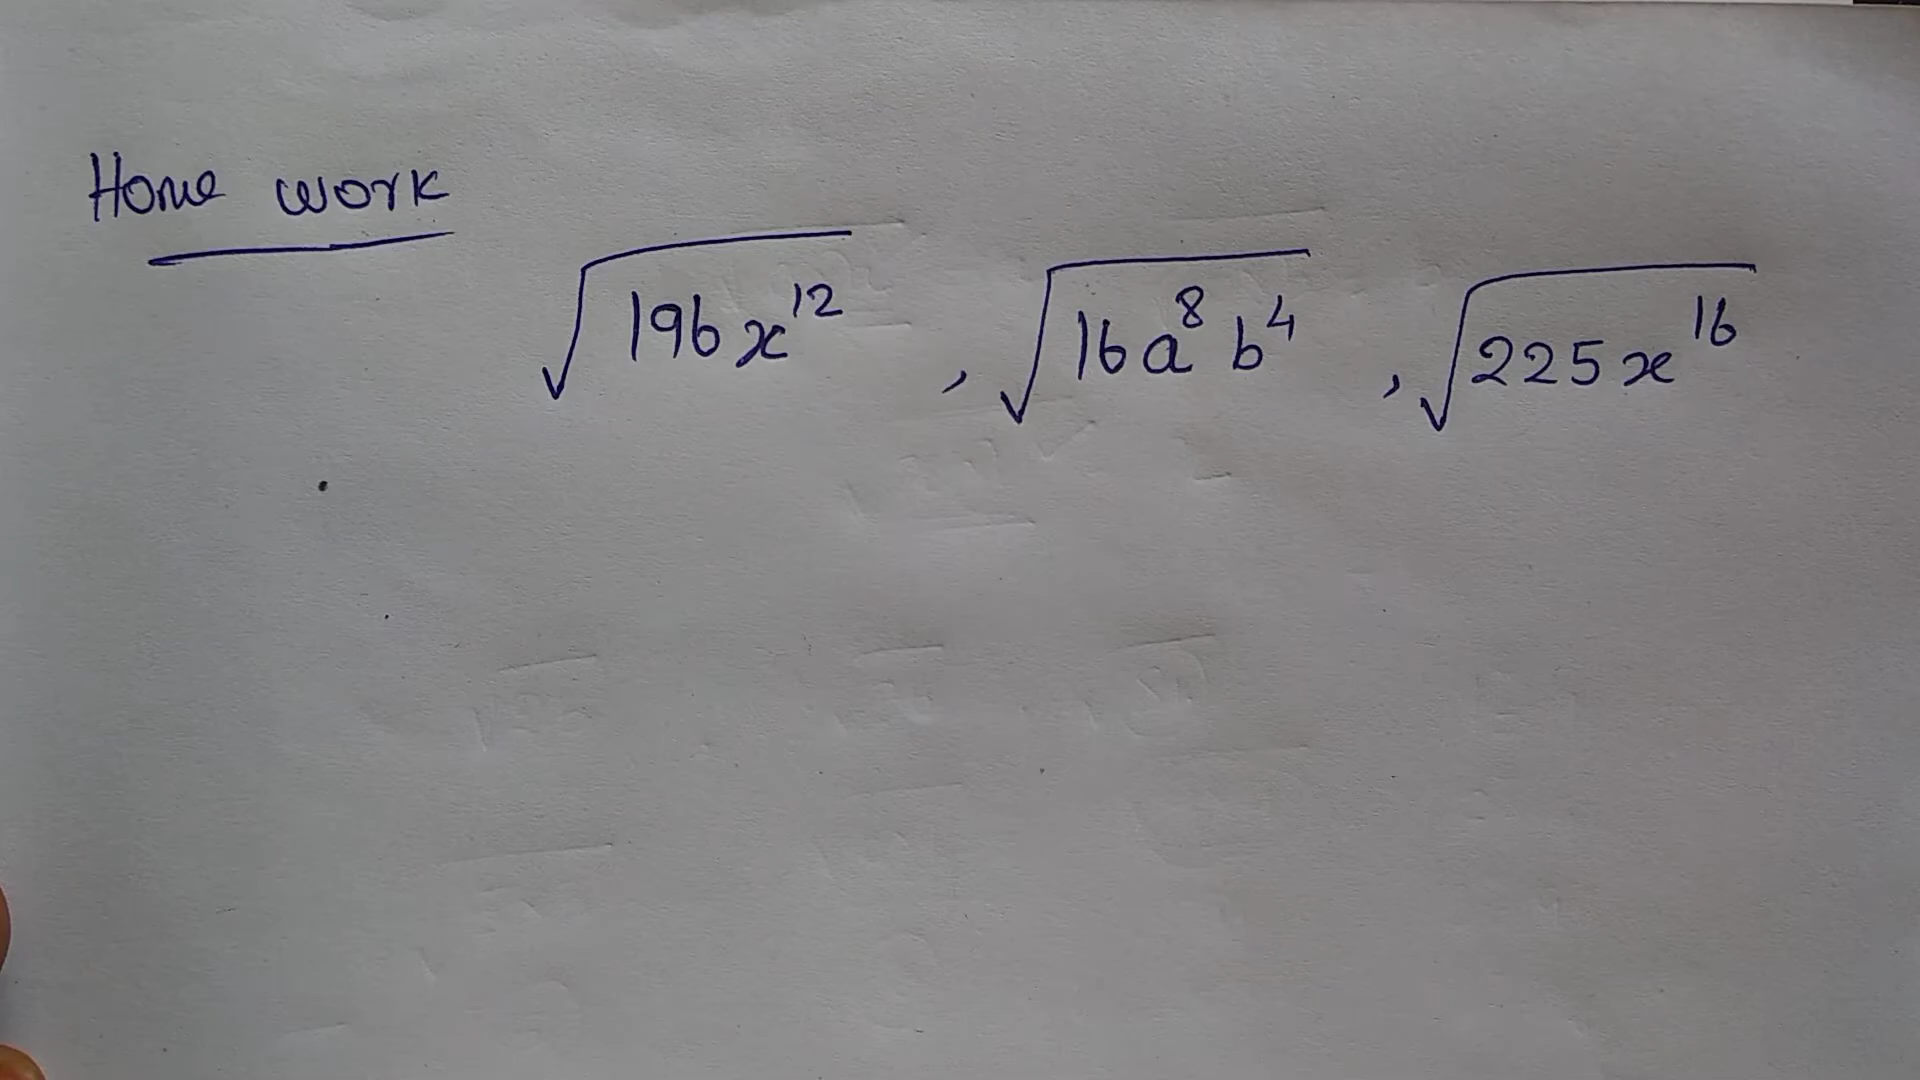 Home work
√196x¹² , √16a⁸b⁴ , √225x¹⁶